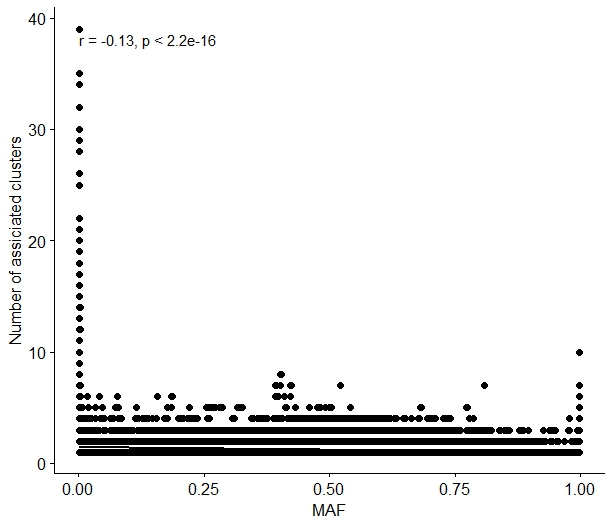 40
r = -0.13, p < 2.2e-16
30
20
10
0
Number of assiciated clusters
0.00 0.25 0.50 0.75 1.00
MAF